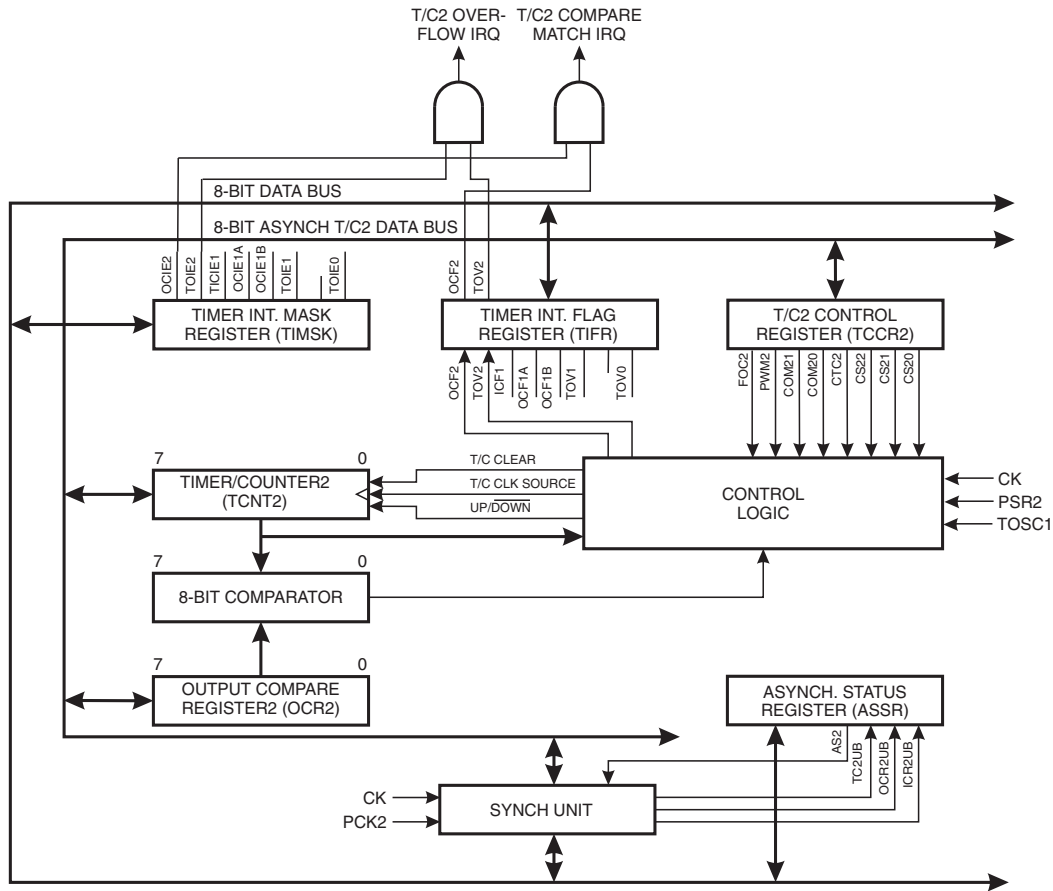 T/C2 OVER-
FLOW IRQ
T/C2 COMPARE
MATCH IRQ
8-BIT DATA BUS
8-BIT ASYNCH T/C2 DATA BUS
OCIE2
TOIE2
TICIE1
OCIE1A
OCIE1B
TOIE1
TOIE0
OCF2
TOV2
TIMER INT. MASK
REGISTER (TIMSK)
TIMER INT. FLAG
REGISTER (TIFR)
T/C2 CONTROL
REGISTER (TCCR2)
OCF2
TOV2
ICF1
OCF1A
OCF1B
TOV1
TOV0
FOC2
PWM2
COM21
COM20
CTC2
CS22
CS21
CS20
7 0
TIMER/COUNTER2
(TCNT2)
T/C CLEAR
T/C CLK SOURCE
UP/DOWN
CONTROL
LOGIC
CK
PSR2
TOSC1
7 0
8-BIT COMPARATOR
7 0
OUTPUT COMPARE
REGISTER2 (OCR2)
ASYNCH. STATUS
REGISTER (ASSR)
AS2
TC2UB
OCR2UB
ICR2UB
CK
PCK2
SYNCH UNIT